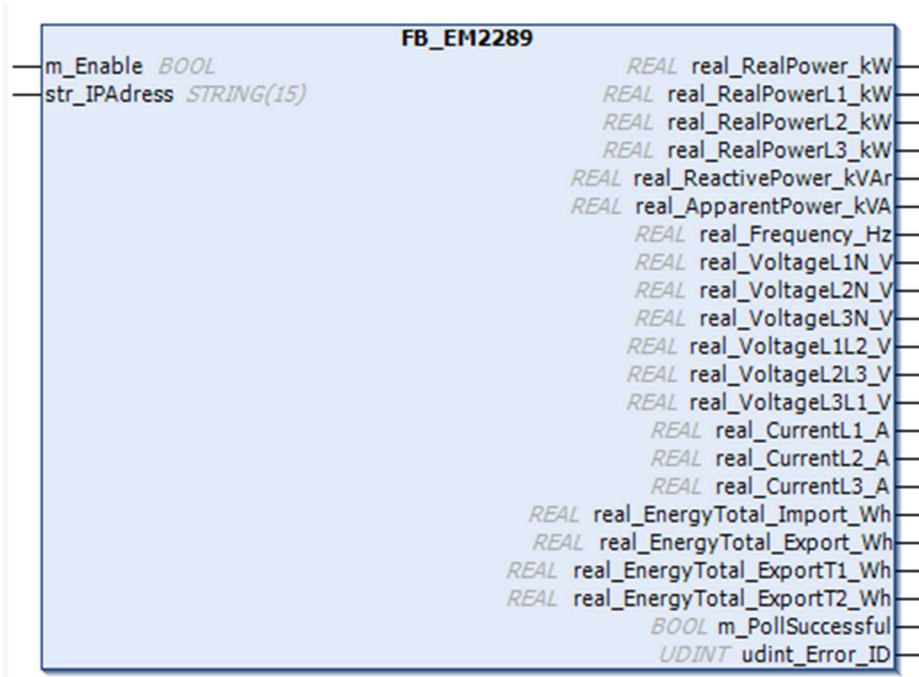 FB_EM2289
m_Enable BOOL REAL real_RealPower_kW
str_IPAdress STRING(15) REAL real_RealPowerL1_kW
REAL real_RealPowerL2_kW
REAL real_RealPowerL3_kW
REAL real_ReactivePower_kVAr
REAL real_ApparentPower_kVA
REAL real_Frequency_Hz
REAL real_VoltageL1N_V
REAL real_VoltageL2N_V
REAL real_VoltageL3N_V
REAL real_VoltageL1L2_V
REAL real_VoltageL2L3_V
REAL real_VoltageL3L1_V
REAL real_CurrentL1_A
REAL real_CurrentL2_A
REAL real_CurrentL3_A
REAL real_EnergyTotal_Import_Wh
REAL real_EnergyTotal_Export_Wh
REAL real_EnergyTotal_ExportT1_Wh
REAL real_EnergyTotal_ExportT2_Wh
BOOL m_PollSuccessful
UDINT udint_Error_ID